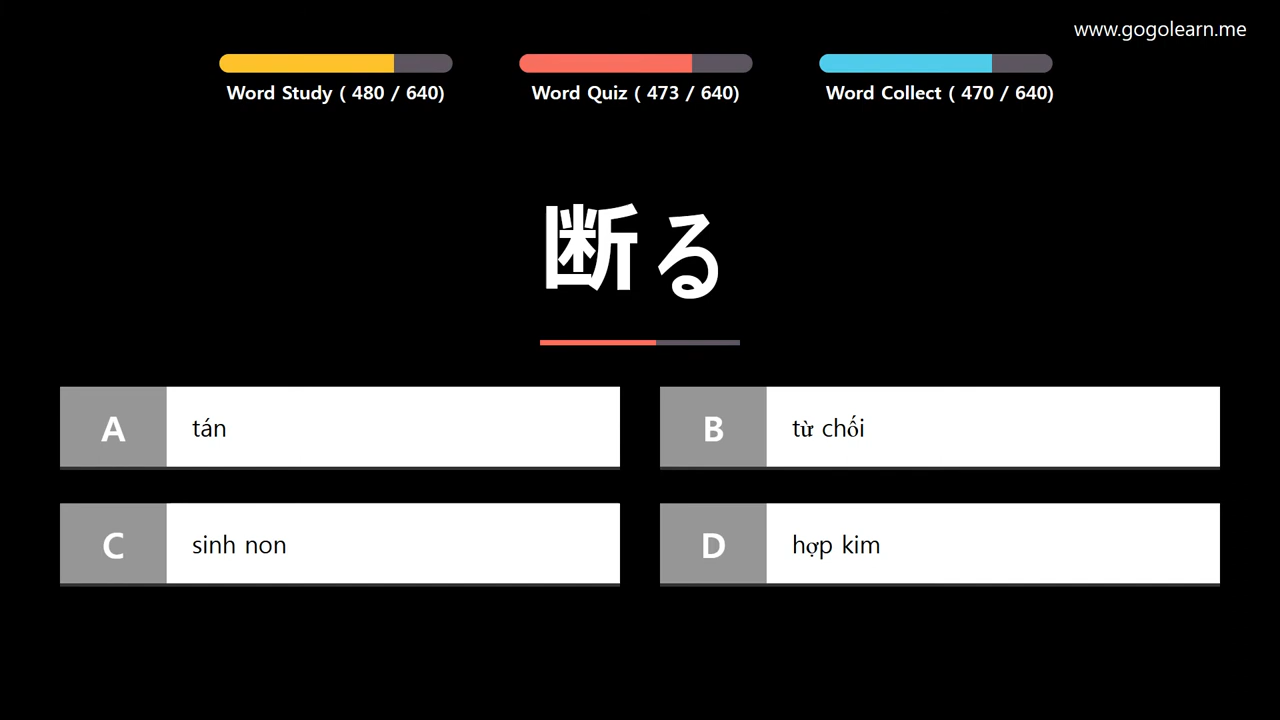 www.gogolearn.me
Word Study ( 480 / 640)
Word Quiz ( 473 / 640)
Word Collect ( 470 / 640)
断る
A tán
B từ chối
C sinh non
D hợp kim